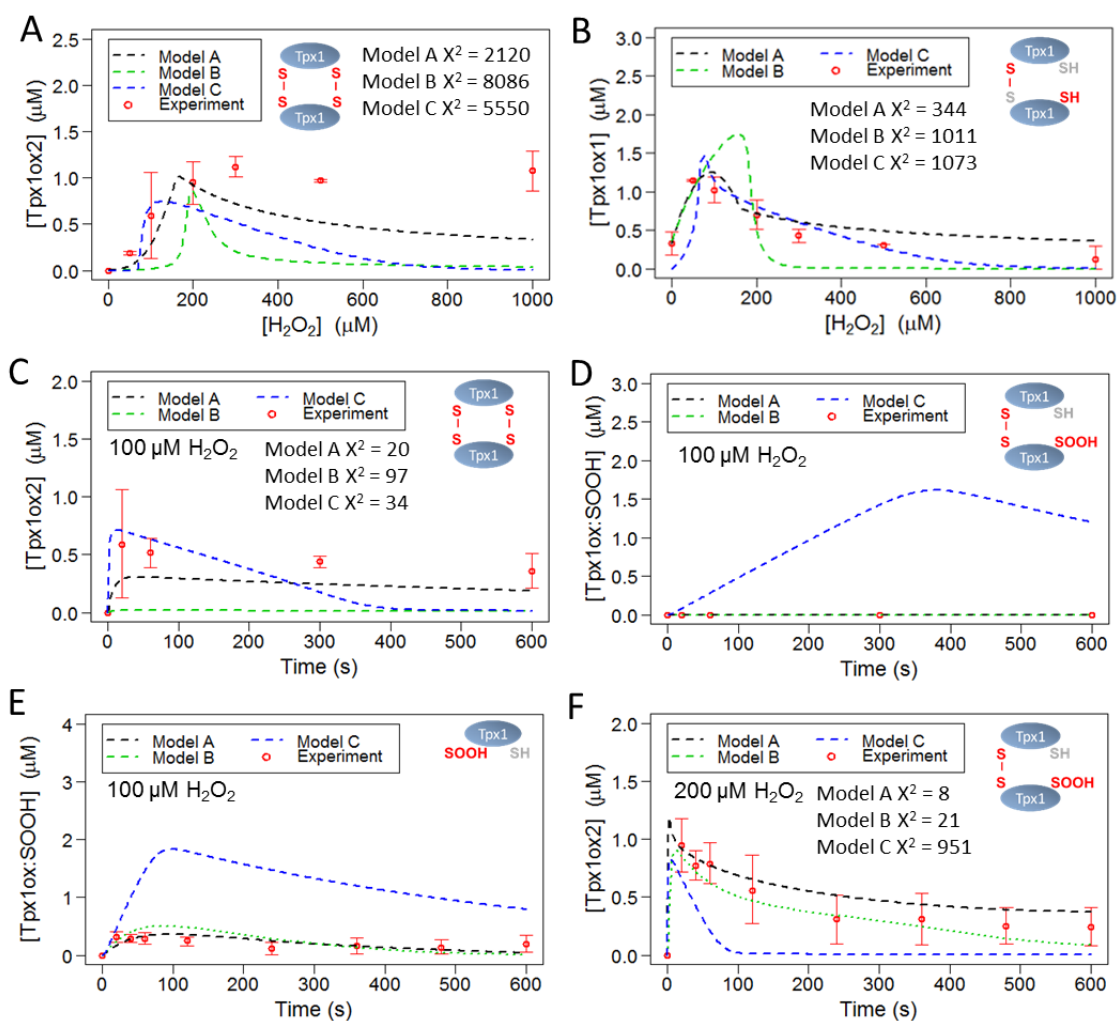 A
[Tpx1ox2] (μM)
2.5
2.0
1.5
1.0
0.5
0.0
Model A
Model B
Model C
Experiment
Tpx1
S S
S S
Tpx1
Model A X² = 2120
Model B X² = 8086
Model C X² = 5550
0 200 400 600 800 1000
[H₂O₂] (μM)
B
[Tpx1ox1] (μM)
3.0
2.5
2.0
1.5
1.0
0.5
0.0
Model A
Model B
Model C
Experiment
Tpx1
S SH
S SH
Tpx1
Model A X² = 344
Model B X² = 1011
Model C X² = 1073
0 200 400 600 800 1000
[H₂O₂] (μM)
C
[Tpx1ox2] (μM)
2.0
1.5
1.0
0.5
0.0
Model A
Model B
Model C
Experiment
Tpx1
S S
S S
Tpx1
100 μM H₂O₂
Model A X² = 20
Model B X² = 97
Model C X² = 34
0 100 200 300 400 500 600
Time (s)
D
[Tpx1ox:SOOH] (μM)
3.0
2.5
2.0
1.5
1.0
0.5
0.0
Model A
Model B
Model C
Experiment
Tpx1
S SH
S SOOH
Tpx1
100 μM H₂O₂
0 100 200 300 400 500 600
Time (s)
E
[Tpx1ox:SOOH] (μM)
4
3
2
1
0
Model A
Model B
Model C
Experiment
Tpx1
SOOH SH
100 μM H₂O₂
0 100 200 300 400 500 600
Time (s)
F
[Tpx1ox2] (μM)
2.0
1.5
1.0
0.5
0.0
Model A
Model B
Model C
Experiment
Tpx1
S SH
S SOOH
Tpx1
200 μM H₂O₂
Model A X² = 8
Model B X² = 21
Model C X² = 951
0 100 200 300 400 500 600
Time (s)